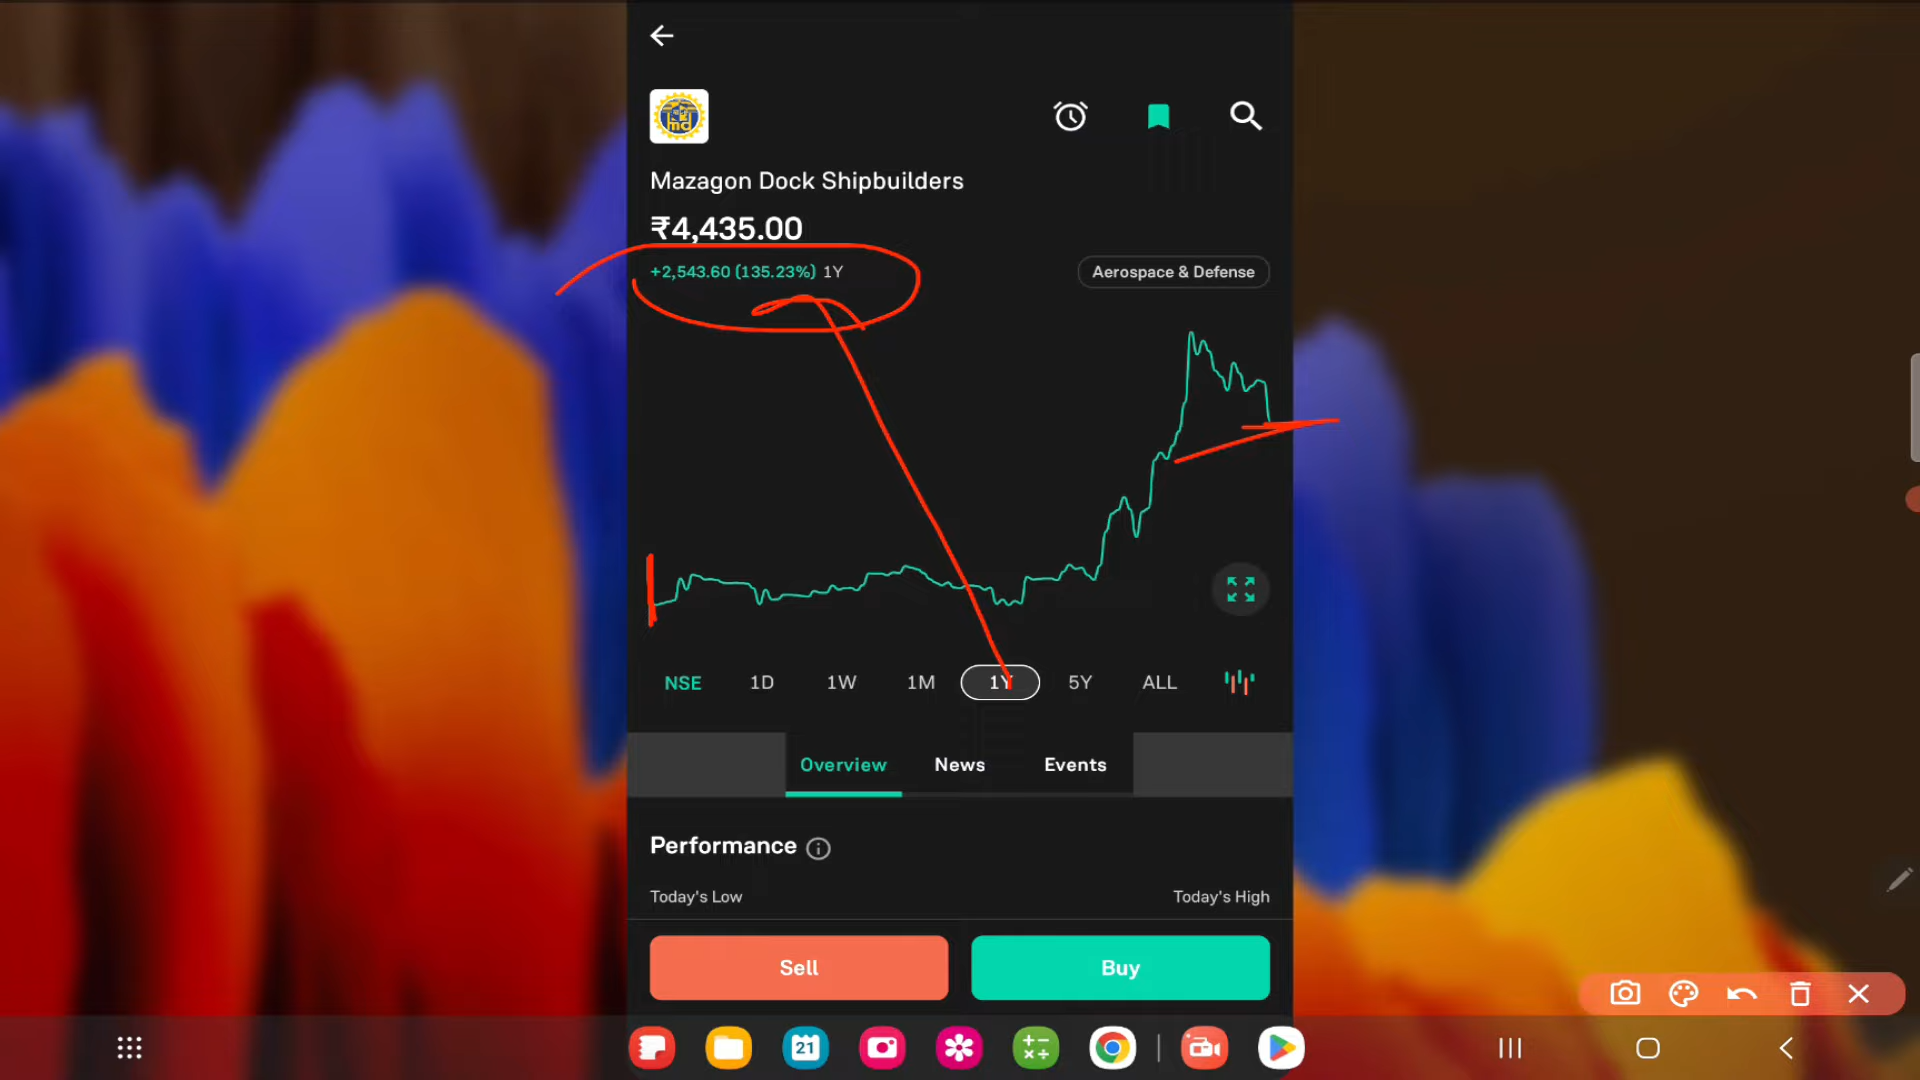 Mazagon Dock Shipbuilders
₹4,435.00
+2,543.60 (135.23%) 1Y
Aerospace & Defense
NSE 1D 1W 1M 1Y 5Y ALL
Overview News Events
Performance
Today's Low Today's High
Sell Buy
21